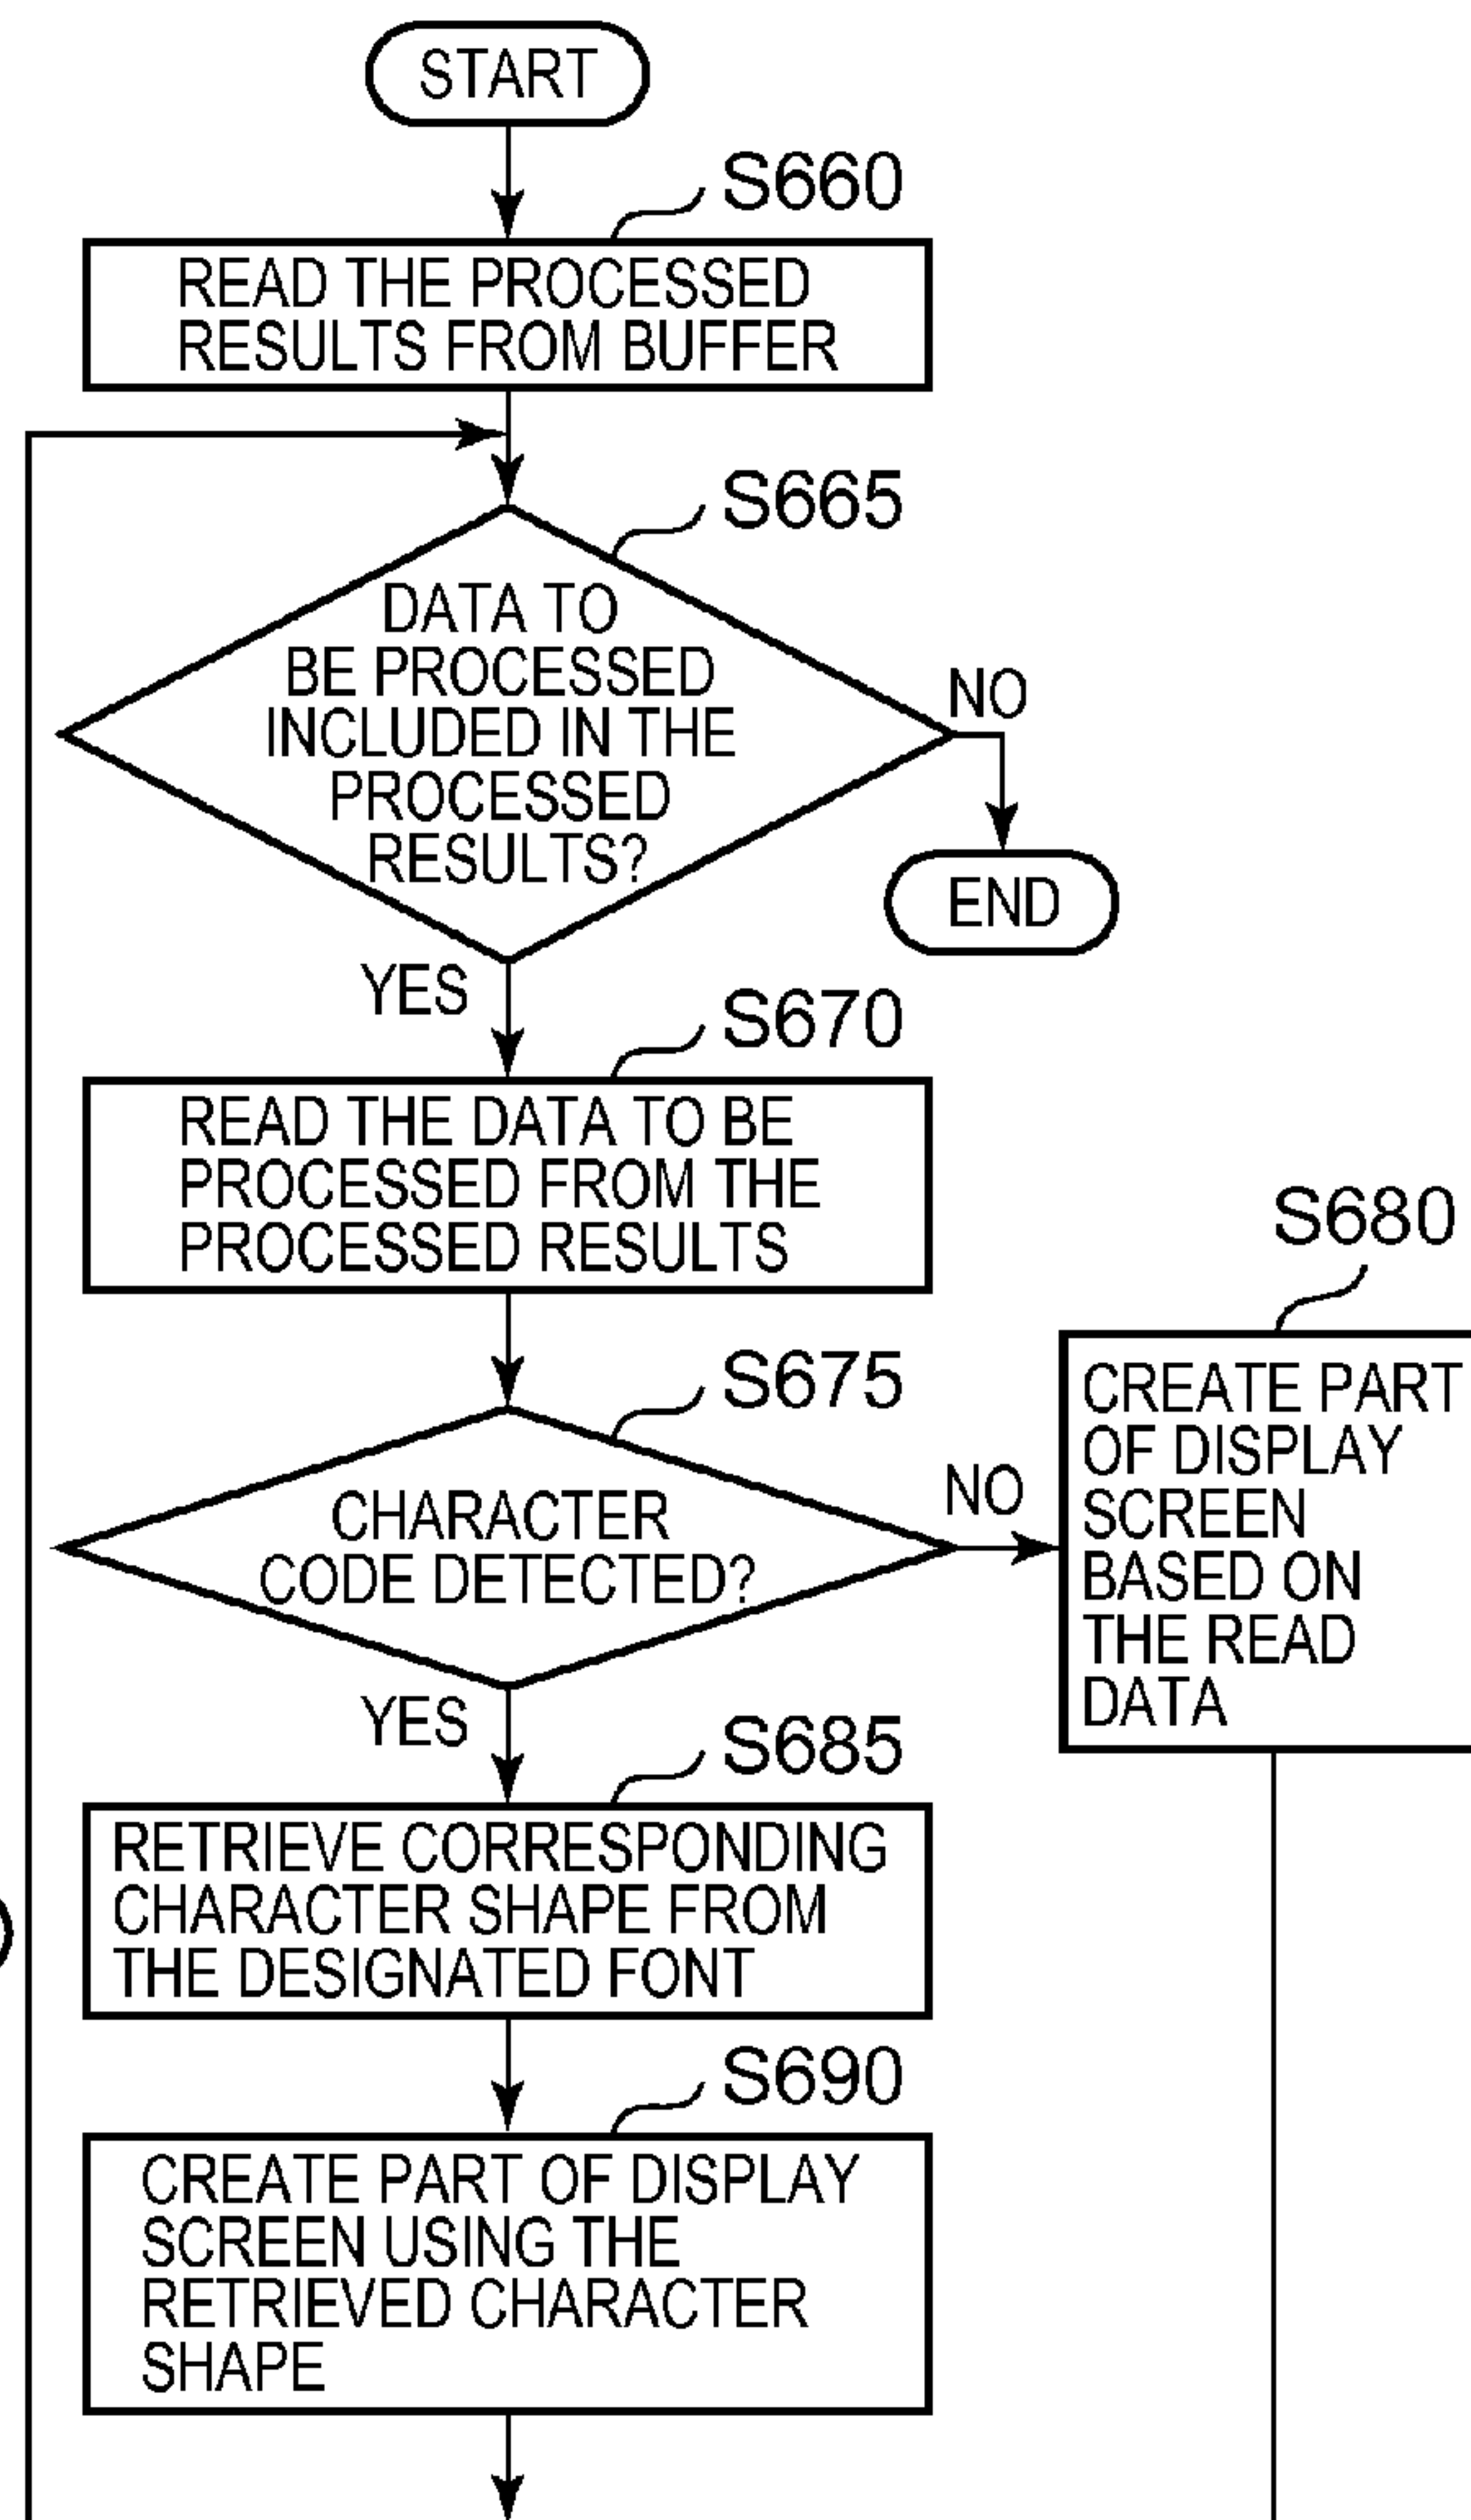 START
S660
READ THE PROCESSED
RESULTS FROM BUFFER
S665
DATA TO
BE PROCESSED
INCLUDED IN THE
PROCESSED
RESULTS?
NO
END
YES
S670
READ THE DATA TO BE
PROCESSED FROM THE
PROCESSED RESULTS
S675
CHARACTER
CODE DETECTED?
NO
S680
CREATE PART
OF DISPLAY
SCREEN
BASED ON
THE READ
DATA
YES
S685
RETRIEVE CORRESPONDING
CHARACTER SHAPE FROM
THE DESIGNATED FONT
S690
CREATE PART OF DISPLAY
SCREEN USING THE
RETRIEVED CHARACTER
SHAPE